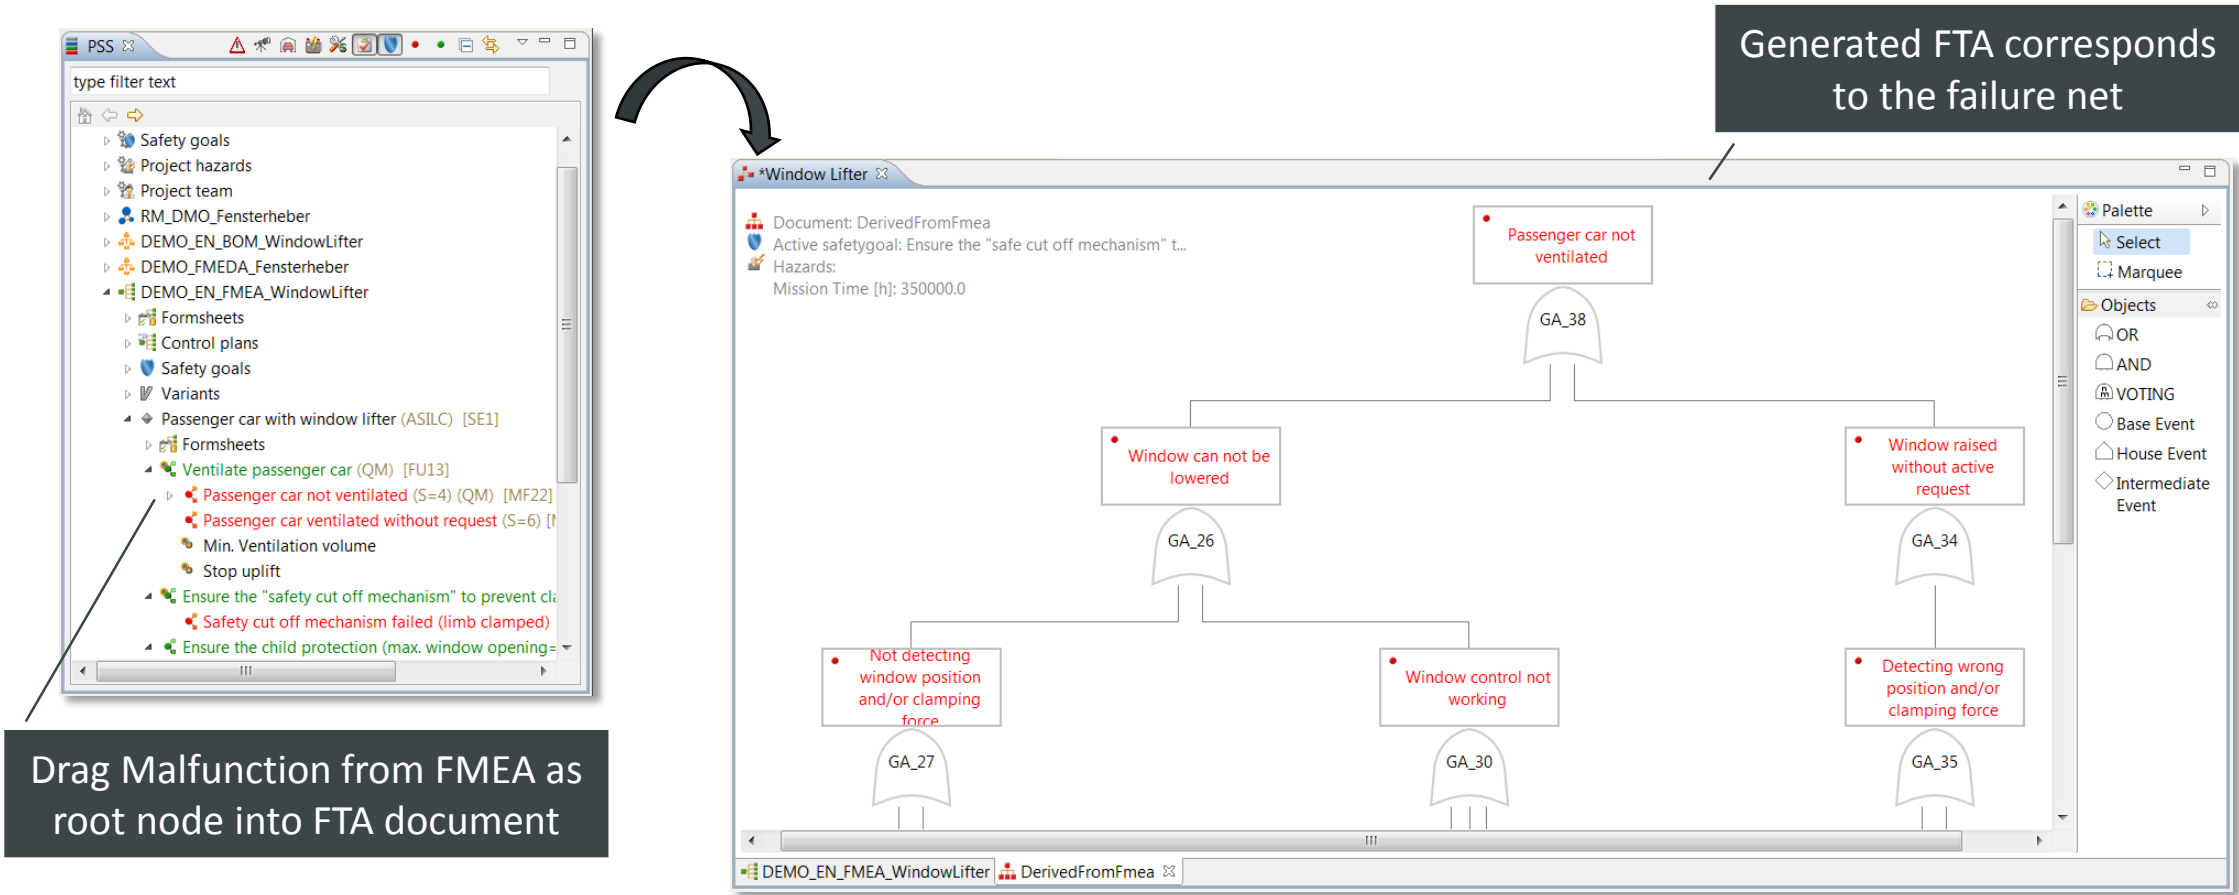 PSS
type filter text
Safety goals
Project hazards
Project team
RM_DMO_Fensterheber
DEMO_EN_BOM_WindowLifter
DEMO_FMEDA_Fensterheber
DEMO_EN_FMEA_WindowLifter
Formsheets
Control plans
Safety goals
Variants
Passenger car with window lifter (ASILC) [SE1]
Formsheets
Ventilate passenger car (QM) [FU13]
Passenger car not ventilated (S=4) (QM) [MF22]
Passenger car ventilated without request (S=6)
Min. Ventilation volume
Stop uplift
Ensure the "safety cut off mechanism" to prevent
Safety cut off mechanism failed (limb clamped)
Ensure the child protection (max. window opening=
Drag Malfunction from FMEA as
root node into FTA document
Generated FTA corresponds
to the failure net
*Window Lifter
Document: DerivedFromFmea
Active safetygoal: Ensure the "safe cut off mechanism" t...
Hazards:
Mission Time [h]: 350000.0
Passenger car not
ventilated
GA_38
Window can not be
lowered
GA_26
Window raised
without active
request
GA_34
Not detecting
window position
and/or clamping
force
GA_27
Window control not
working
GA_30
Detecting wrong
position and/or
clamping force
GA_35
Palette
Select
Marquee
Objects
OR
AND
VOTING
Base Event
House Event
Intermediate
Event
DEMO_EN_FMEA_WindowLifter
DerivedFromFmea